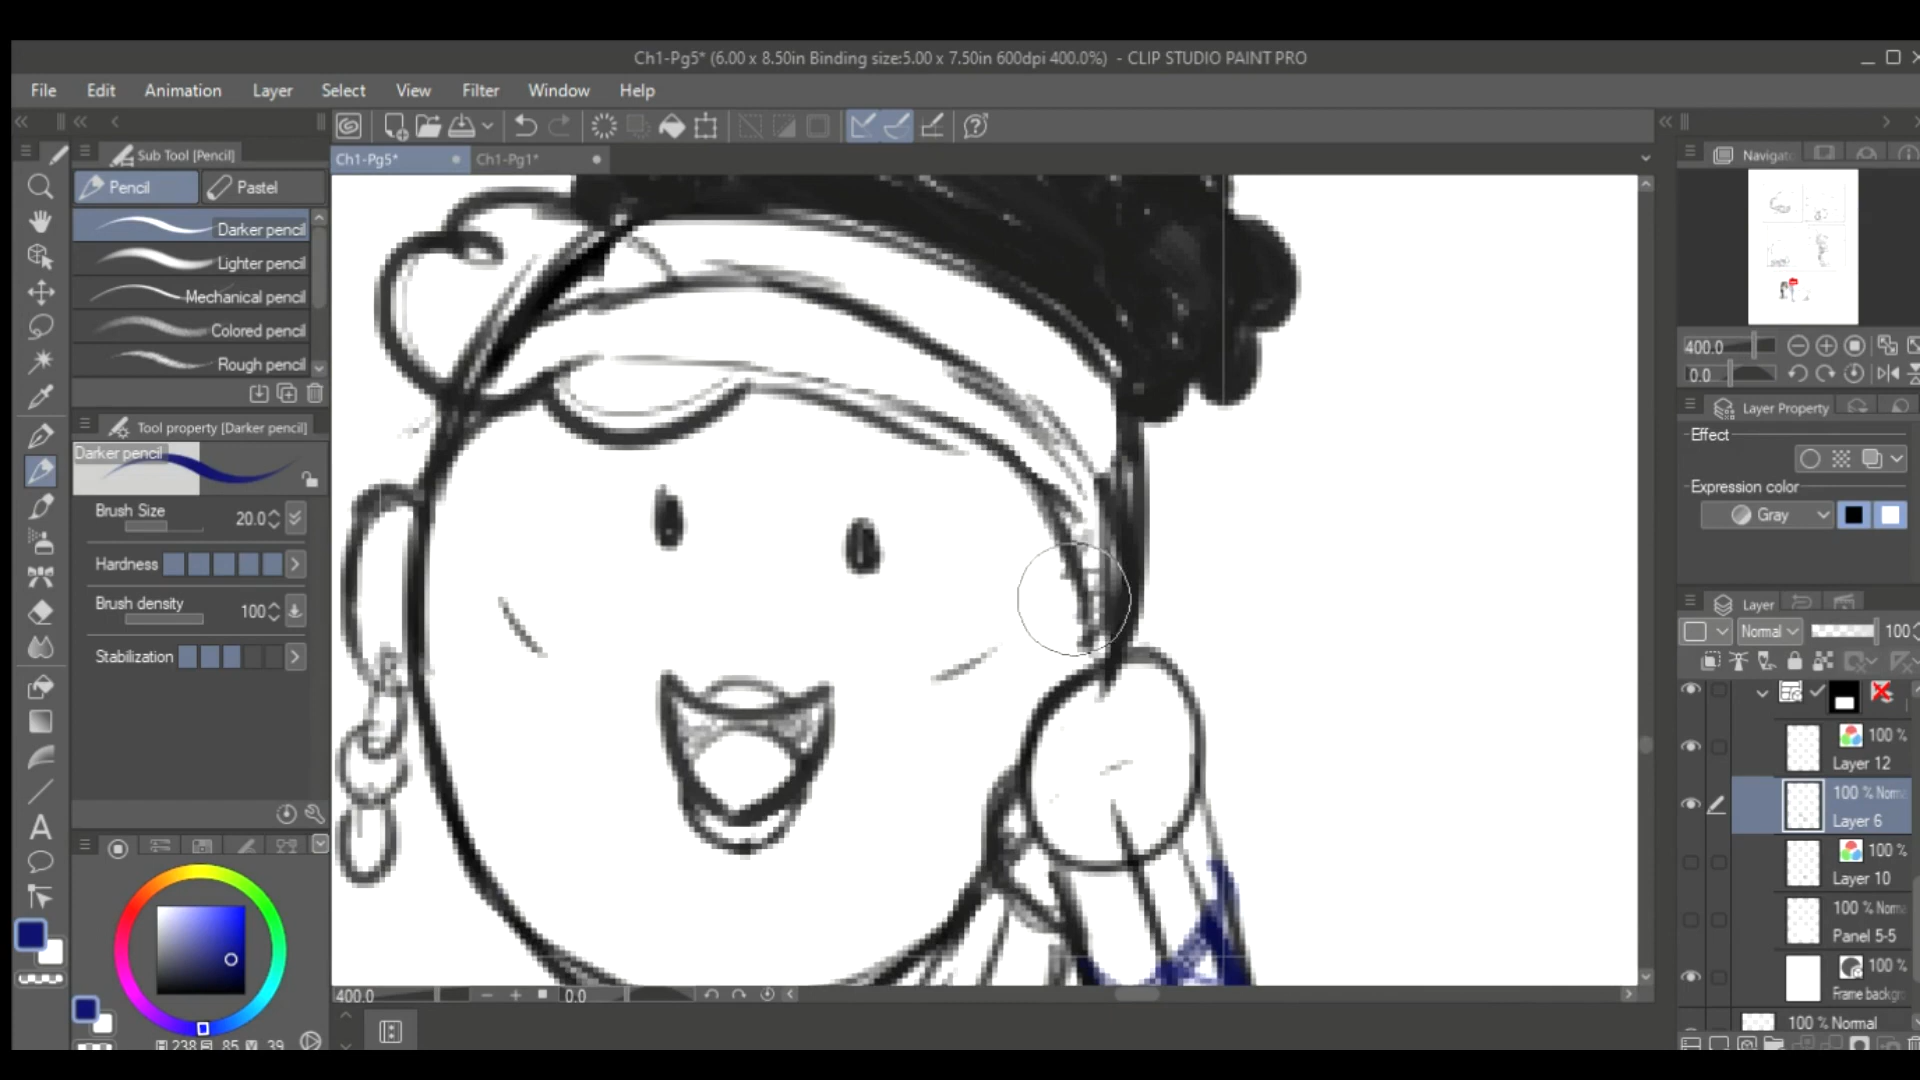 Ch1-Pg5* (6.00 x 8.50in Binding size:5.00 x 7.50in 600dpi 400.0%) - CLIP STUDIO PAINT PRO
File Edit Animation Layer Select View Filter Window Help
Sub Tool [Pencil]
Pencil Pastel
Darker pencil
Lighter pencil
Mechanical pencil
Colored pencil
Rough pencil
Tool property [Darker pencil]
Darker pencil
Brush Size 20.0
Hardness
Brush density 100
Stabilization
238 85 39
Ch1-Pg5* Ch1-Pg1*
400.0 0.0
Navigat
400.0
0.0
Layer Property
Effect
Expression color
Gray
Layer
Normal 100
100 %
Layer 12
100 % Norm
Layer 6
100 %
Layer 10
100 % Norm
Panel 5-5
100 %
Frame backgr
100 % Normal